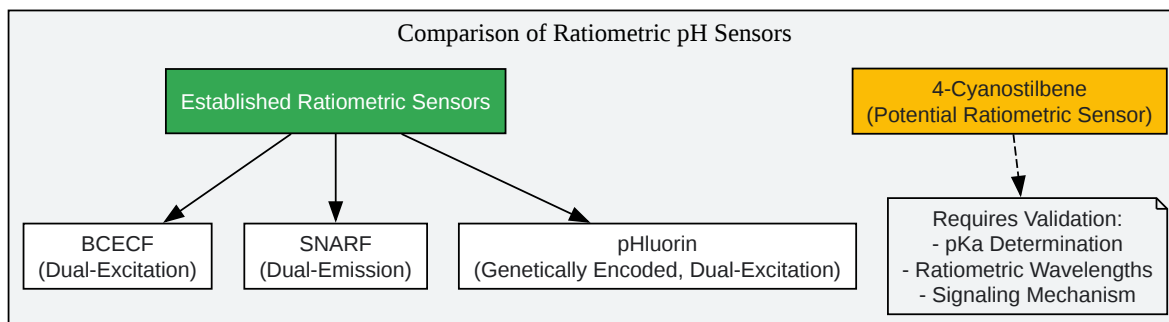 Comparison of Ratiometric pH Sensors
Established Ratiometric Sensors
4-Cyanostilbene
(Potential Ratiometric Sensor)
BCECF
(Dual-Excitation)
SNARF
(Dual-Emission)
pHluorin
(Genetically Encoded, Dual-Excitation)
Requires Validation:
- pKa Determination
- Ratiometric Wavelengths
- Signaling Mechanism